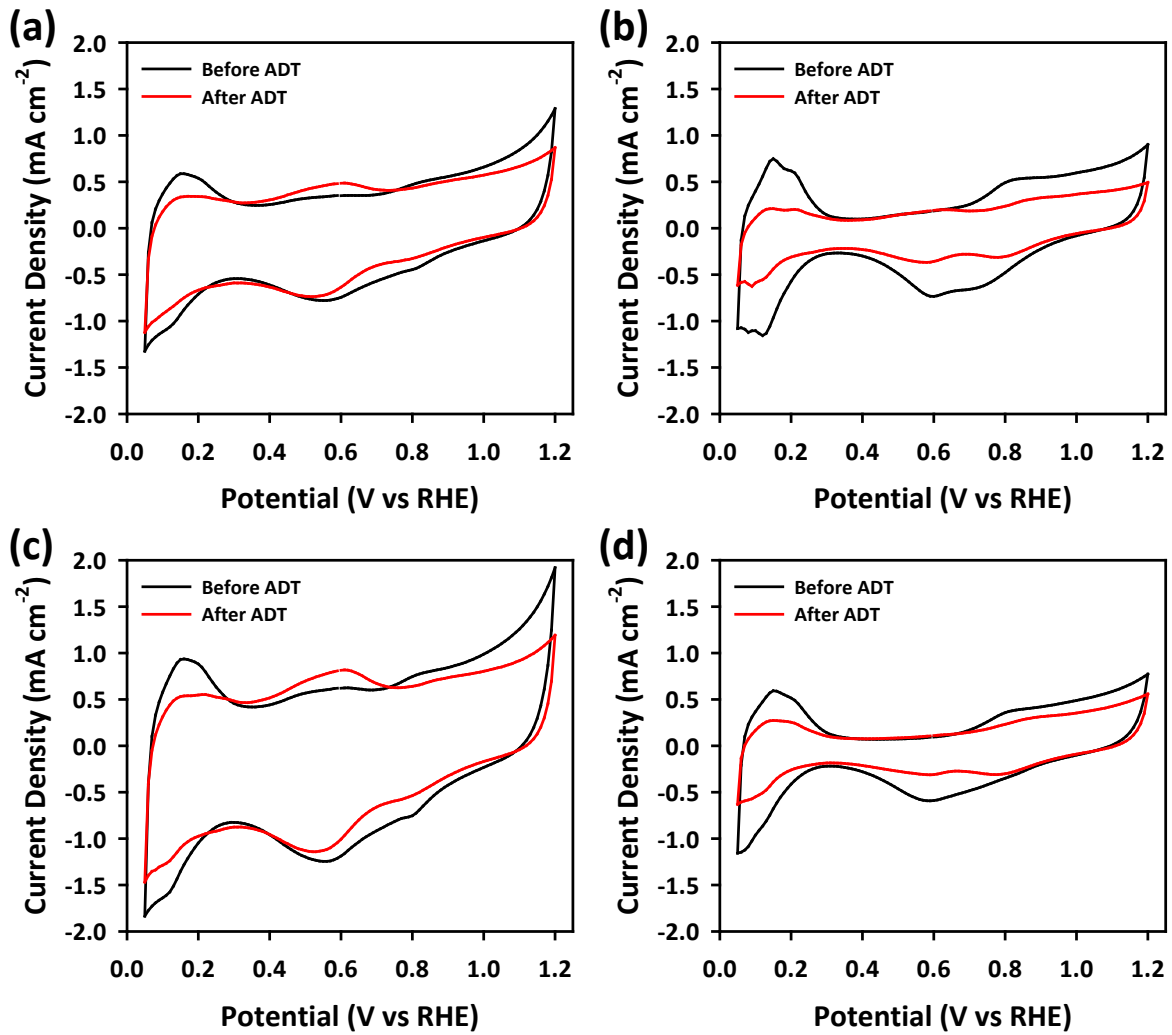 (a)
Current Density (mA cm⁻²)
2.0
1.5
1.0
0.5
0.0
-0.5
-1.0
-1.5
-2.0
Before ADT
After ADT
0.0 0.2 0.4 0.6 0.8 1.0 1.2
Potential (V vs RHE)
(b)
Current Density (mA cm⁻²)
2.0
1.5
1.0
0.5
0.0
-0.5
-1.0
-1.5
-2.0
Before ADT
After ADT
0.0 0.2 0.4 0.6 0.8 1.0 1.2
Potential (V vs RHE)
(c)
Current Density (mA cm⁻²)
2.0
1.5
1.0
0.5
0.0
-0.5
-1.0
-1.5
-2.0
Before ADT
After ADT
0.0 0.2 0.4 0.6 0.8 1.0 1.2
Potential (V vs RHE)
(d)
Current Density (mA cm⁻²)
2.0
1.5
1.0
0.5
0.0
-0.5
-1.0
-1.5
-2.0
Before ADT
After ADT
0.0 0.2 0.4 0.6 0.8 1.0 1.2
Potential (V vs RHE)